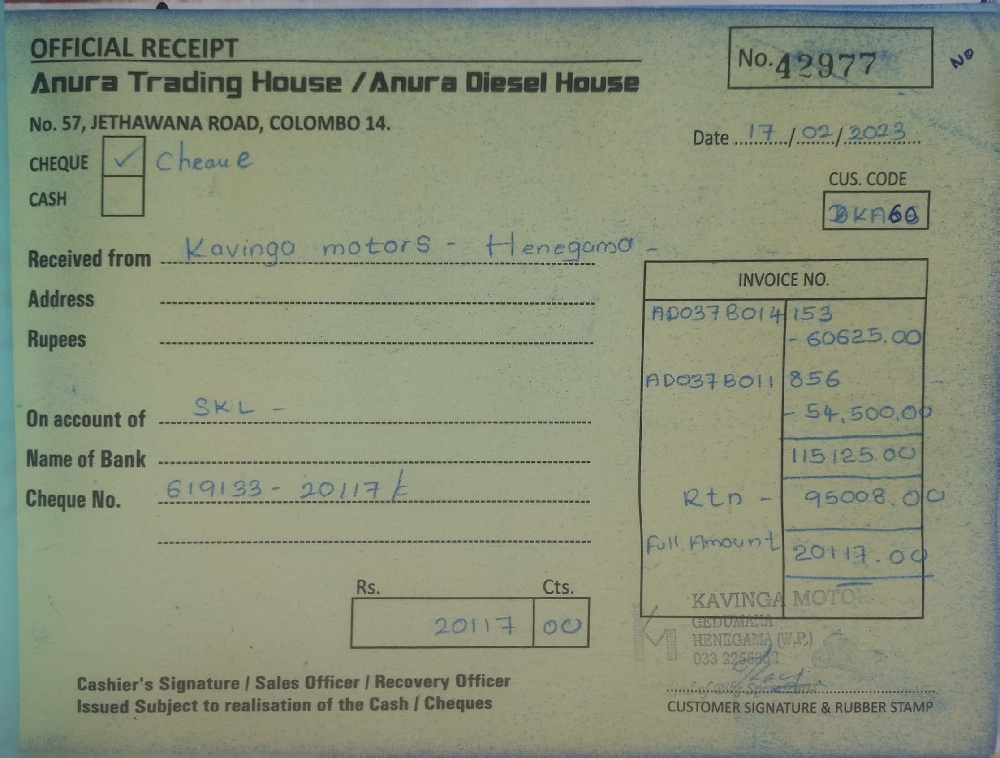 OFFICIAL RECEIPT
Anura Trading House / Anura Diesel House
No. 57, JETHAWANA ROAD, COLOMBO 14.
No. 42977
NO
Date 17/02/2023
CHEQUE ✓ Cheaue
CASH
CUS. CODE
BKA60
Received from Kavinga motors - Henegama -
Address
Rupees
On account of SKL -
Name of Bank
Cheque No. 619133 - 20117/-
INVOICE NO.
AD037B014 153
- 60625.00
AD037B011 856
- 54,500.00
115125.00
Rtn - 95008.00
Full Amount 20117.00
Rs. Cts.
20117 00
KAVINGA MOTO
GEDUMANA
HENEGAMA (W.P.)
033
Cashier's Signature / Sales Officer / Recovery Officer
Issued Subject to realisation of the Cash / Cheques
CUSTOMER SIGNATURE & RUBBER STAMP